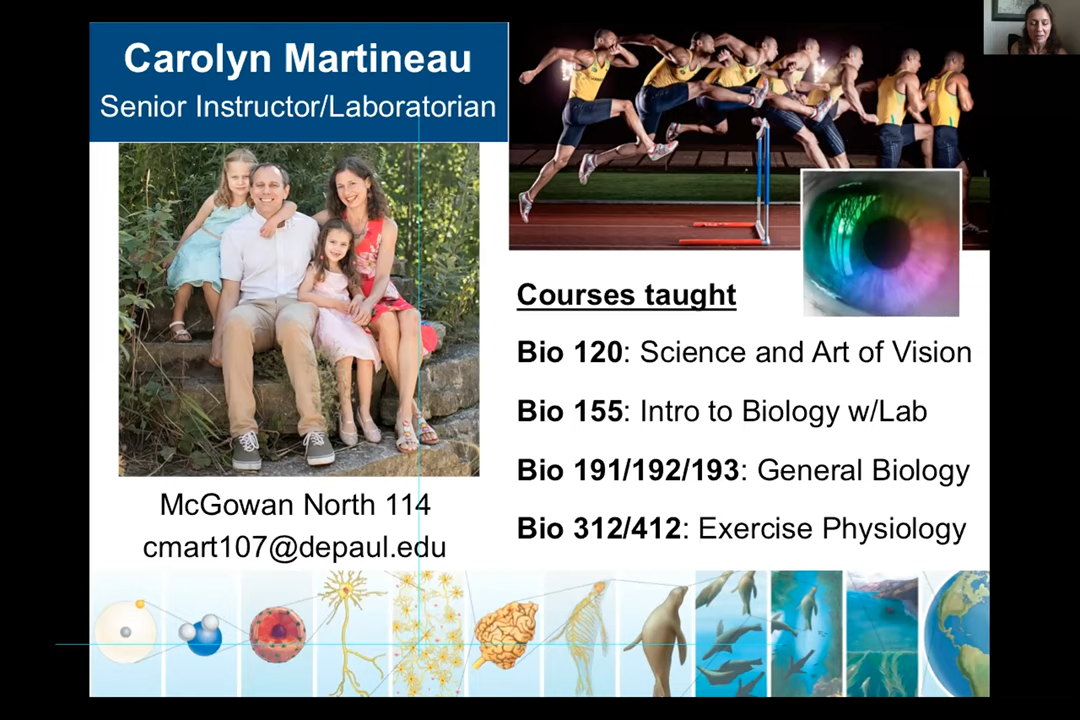 Carolyn Martineau
Senior Instructor/Laboratorian
McGowan North 114
cmart107@depaul.edu
Courses taught
Bio 120: Science and Art of Vision
Bio 155: Intro to Biology w/Lab
Bio 191/192/193: General Biology
Bio 312/412: Exercise Physiology